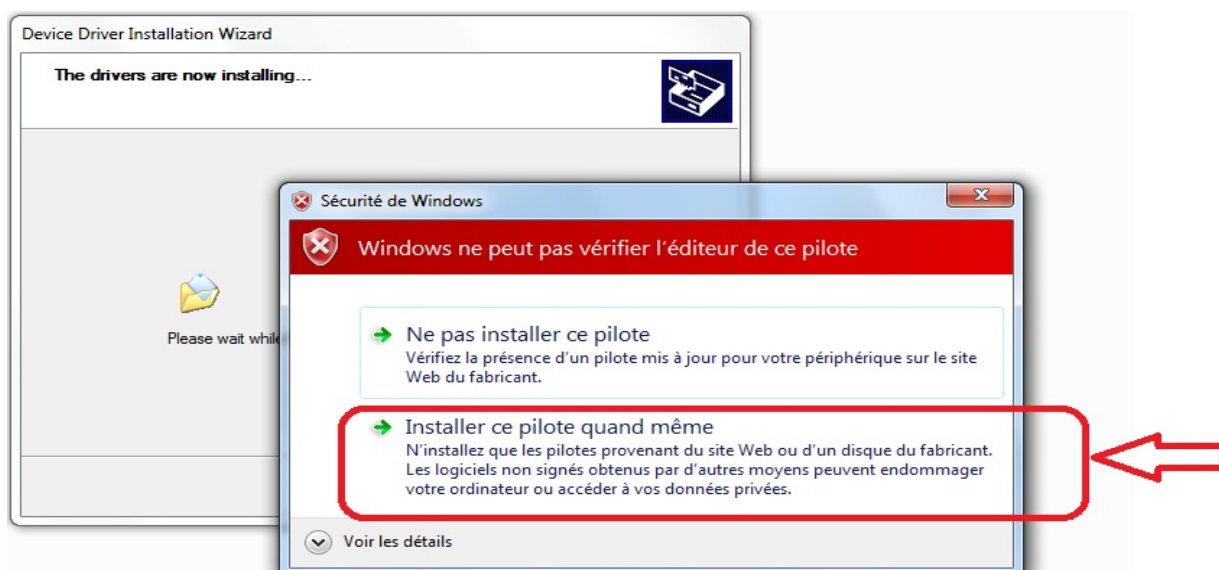 Device Driver Installation Wizard
The drivers are now installing...
Please wait while
Sécurité de Windows
Windows ne peut pas vérifier l'éditeur de ce pilote
Ne pas installer ce pilote
Vérifiez la présence d'un pilote mis à jour pour votre périphérique sur le site
Web du fabricant.
Installer ce pilote quand même
N'installez que les pilotes provenant du site Web ou d'un disque du fabricant.
Les logiciels non signés obtenus par d'autres moyens peuvent endommager
votre ordinateur ou accéder à vos données privées.
Voir les détails